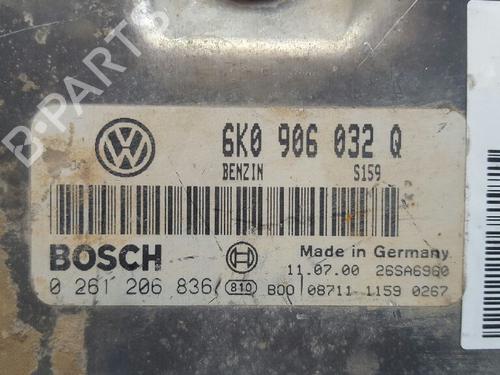 B-PARTS
6K0 906 032 Q
BENZIN S159
BOSCH
Made in Germany
11.07.00 26SA6960
0 261 206 836 810 B00 08711 1159 0267